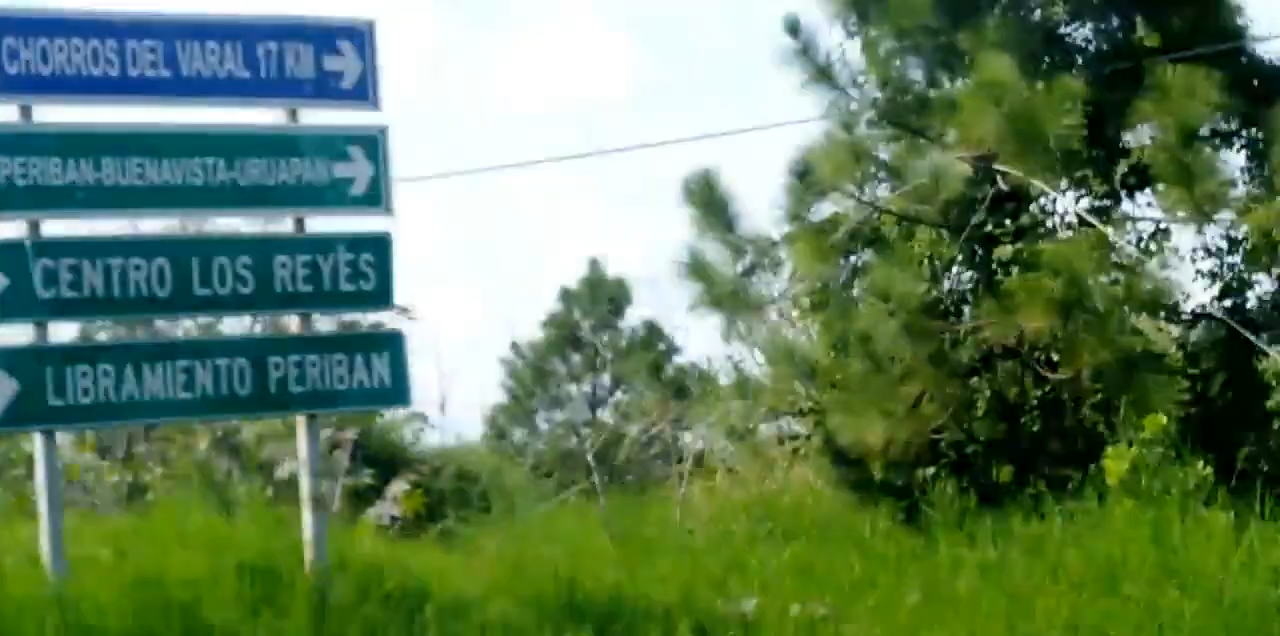 CHORROS DEL VARAL 17 KM
PERIBAN-BUENAVISTA-URUAPAN
CENTRO LOS REYES
LIBRAMIENTO PERIBAN